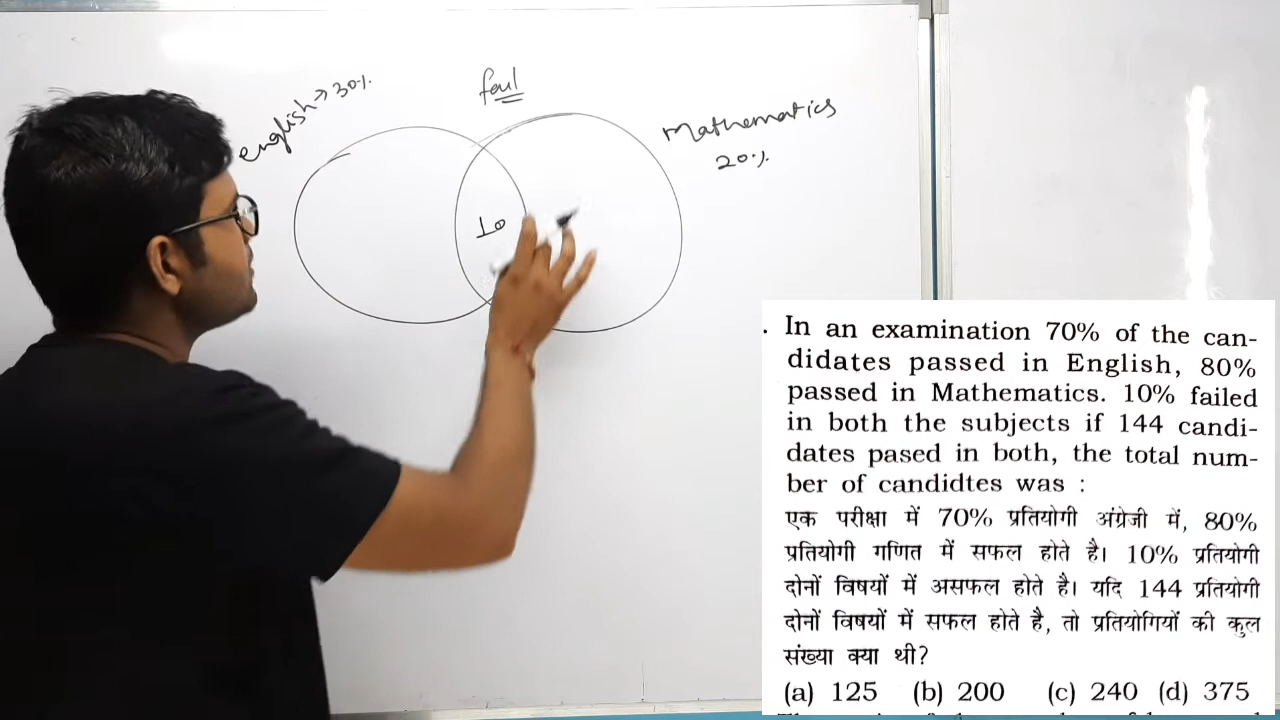 English → 30%
fail
Mathematics
20%
10
. In an examination 70% of the can-
didates passed in English, 80%
passed in Mathematics. 10% failed
in both the subjects if 144 candi-
dates pased in both, the total num-
ber of candidtes was :
एक परीक्षा में 70% प्रतियोगी अंग्रेजी में, 80%
प्रतियोगी गणित में सफल होते है। 10% प्रतियोगी
दोनों विषयों में असफल होते है। यदि 144 प्रतियोगी
दोनों विषयों में सफल होते है, तो प्रतियोगियों की कुल
संख्या क्या थी?
(a) 125 (b) 200 (c) 240 (d) 375